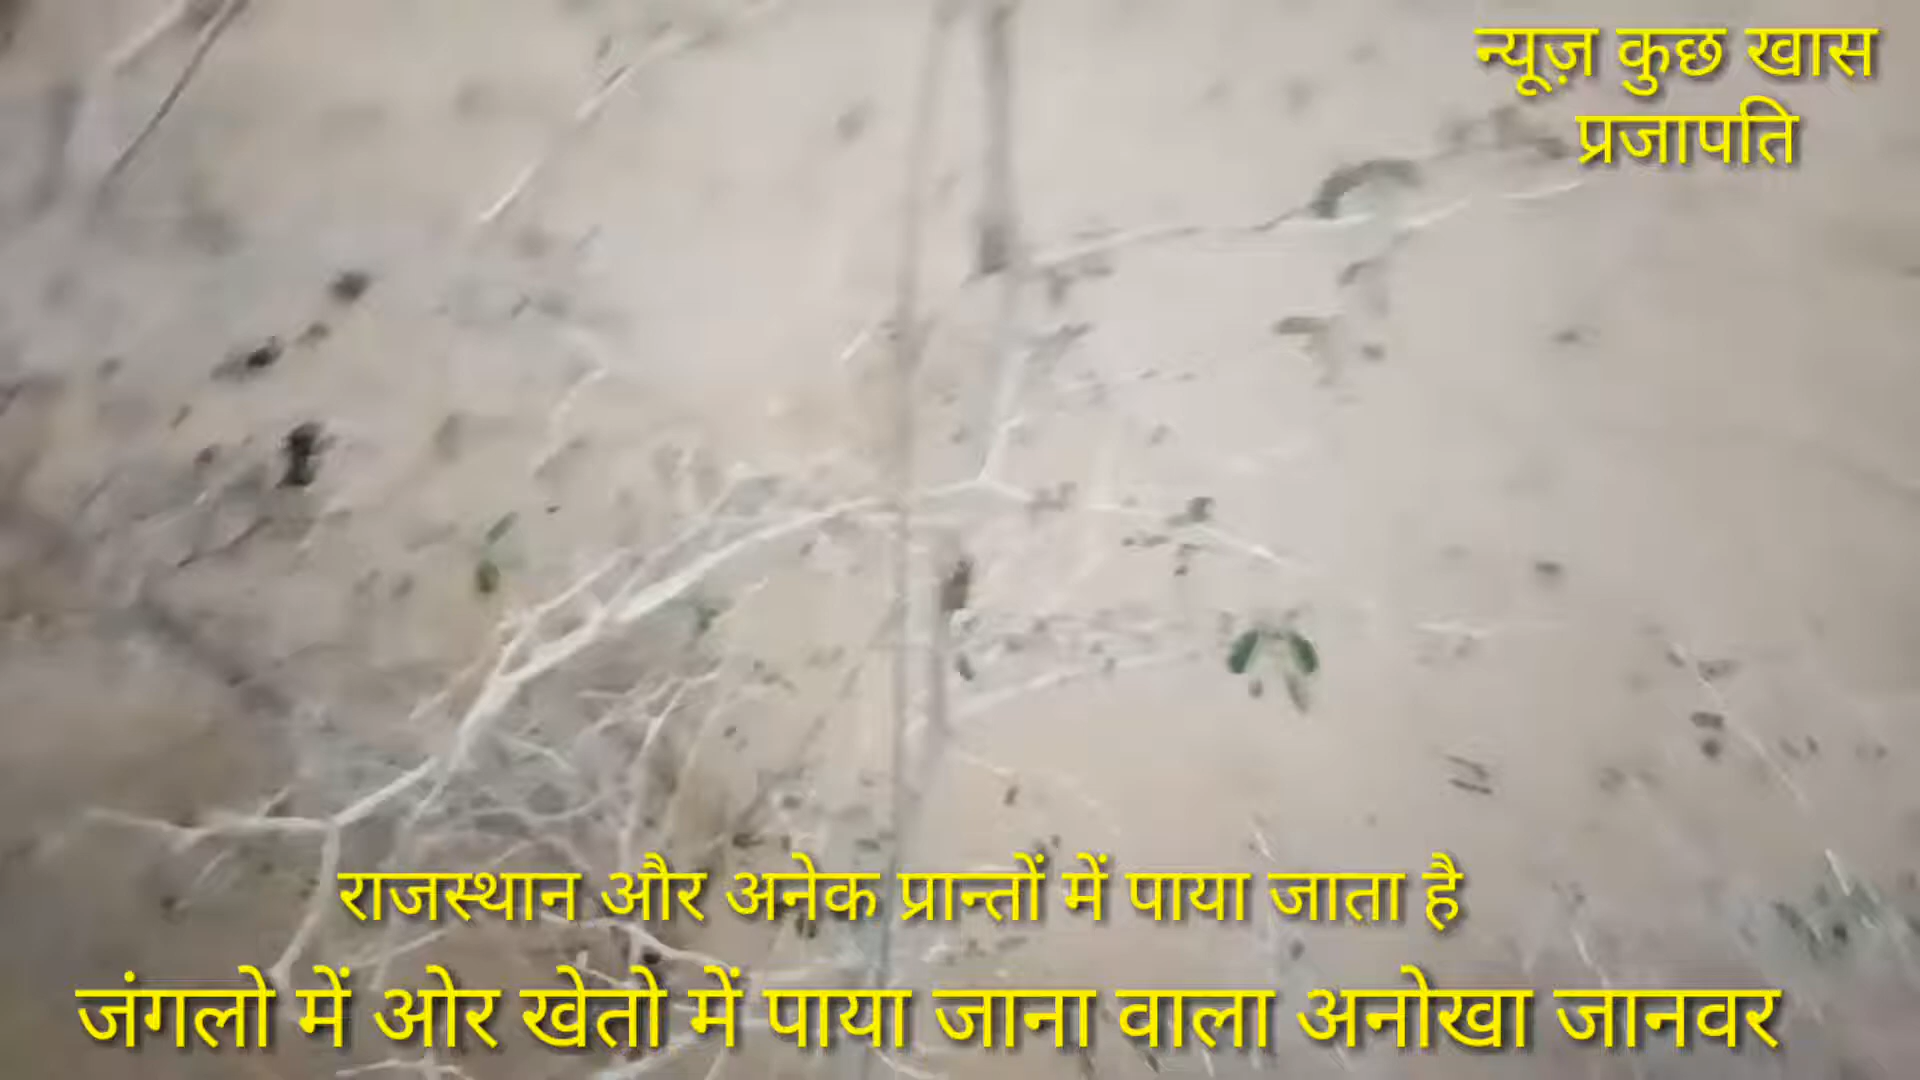 न्यूज़ कुछ खास
प्रजापति
राजस्थान और अनेक प्रान्तों में पाया जाता है
जंगलो में ओर खेतो में पाया जाना वाला अनोखा जानवर